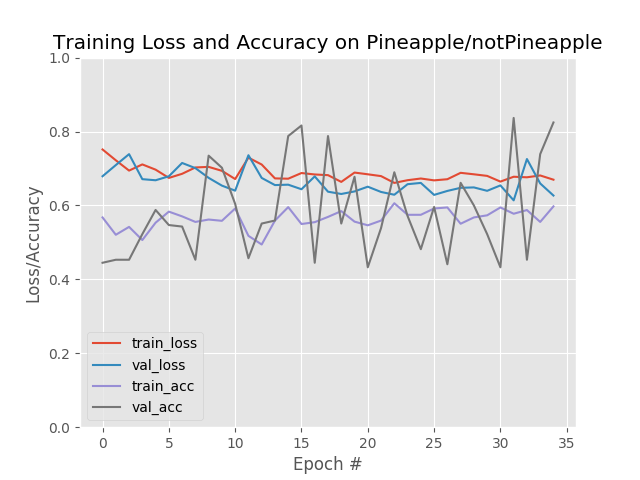 Training Loss and Accuracy on Pineapple/notPineapple
1.0
0.8
0.6
0.4
0.2
0.0
Loss/Accuracy
train_loss
val_loss
train_acc
val_acc
0 5 10 15 20 25 30 35
Epoch #